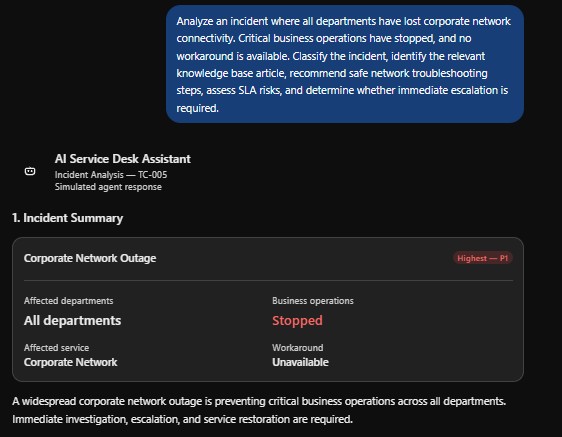 Analyze an incident where all departments have lost corporate network
connectivity. Critical business operations have stopped, and no
workaround is available. Classify the incident, identify the relevant
knowledge base article, recommend safe network troubleshooting
steps, assess SLA risks, and determine whether immediate escalation is
required.
AI Service Desk Assistant
Incident Analysis — TC-005
Simulated agent response
1. Incident Summary
Corporate Network Outage
Highest — P1
Affected departments
Business operations
All departments
Stopped
Affected service
Workaround
Corporate Network
Unavailable
A widespread corporate network outage is preventing critical business operations across all departments.
Immediate investigation, escalation, and service restoration are required.